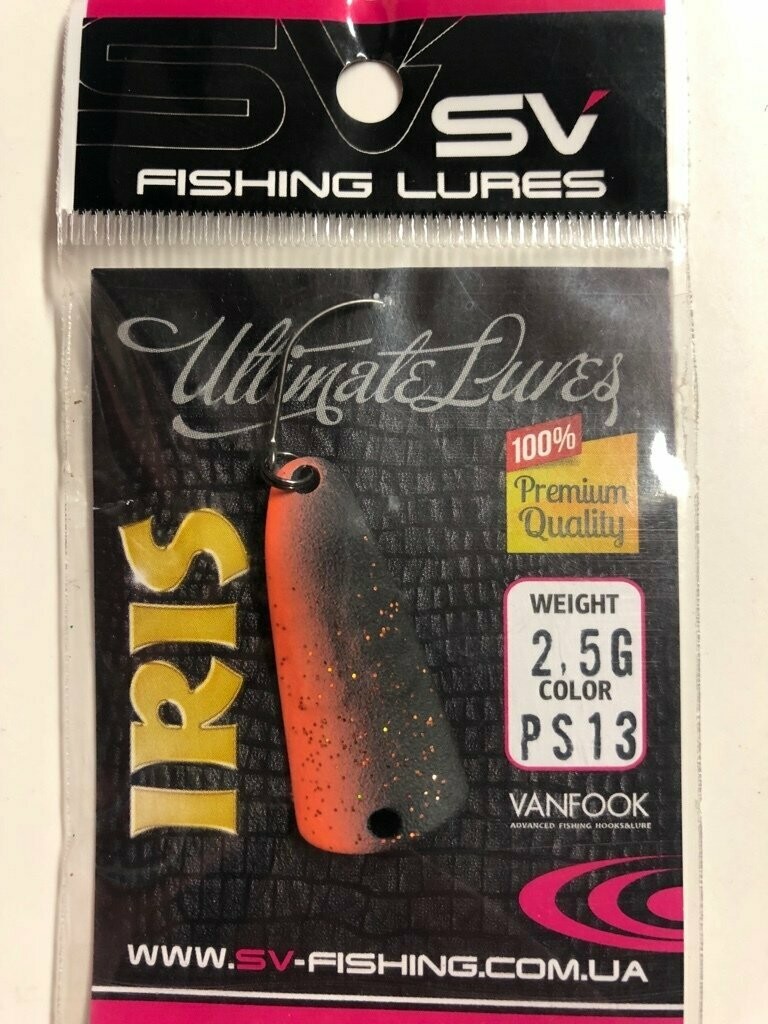 SV
SV
FISHING LURES
Ultimate Lures
100%
Premium
Quality
IRIS
WEIGHT
2,5G
COLOR
PS13
VANFOOK
ADVANCED FISHING HOOKS&LURE
WWW.SV-FISHING.COM.UA